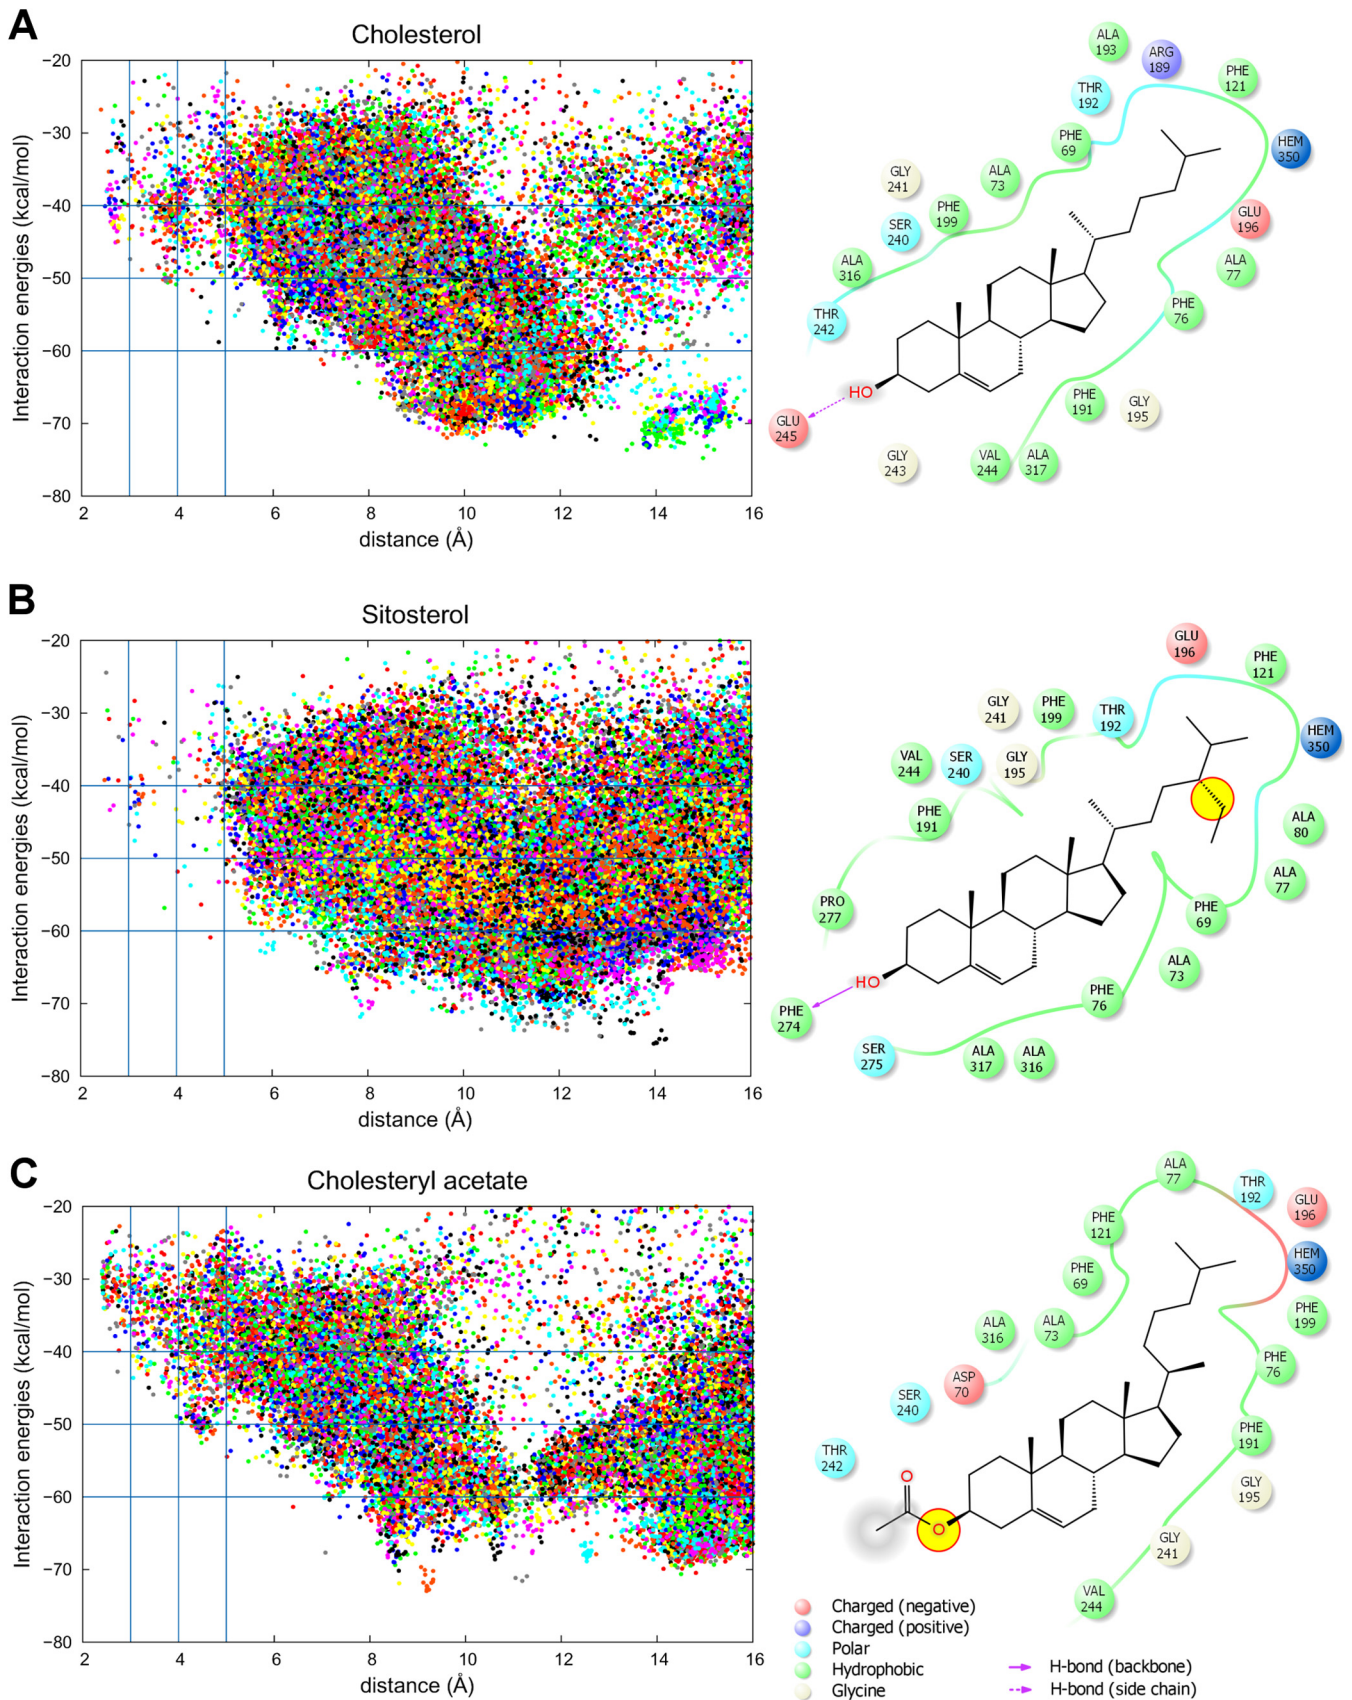 A
Cholesterol
Interaction energies (kcal/mol)
−20
−30
−40
−50
−60
−70
−80
2
4
6
8
10
12
14
16
distance (Å)
ALA
193
ARG
189
PHE
121
THR
192
PHE
69
HEM
350
GLY
241
ALA
73
PHE
199
GLU
196
SER
240
ALA
316
ALA
77
THR
242
PHE
76
HO
PHE
191
GLY
195
GLU
245
GLY
243
VAL
244
ALA
317
B
Sitosterol
Interaction energies (kcal/mol)
−20
−30
−40
−50
−60
−70
−80
2
4
6
8
10
12
14
16
distance (Å)
GLU
196
PHE
121
GLY
241
PHE
199
THR
192
HEM
350
VAL
244
SER
240
GLY
195
PHE
191
ALA
80
ALA
77
PRO
277
PHE
69
ALA
73
HO
PHE
76
PHE
274
SER
275
ALA
317
ALA
316
C
Cholesteryl acetate
Interaction energies (kcal/mol)
−20
−30
−40
−50
−60
−70
−80
2
4
6
8
10
12
14
16
distance (Å)
ALA
77
THR
192
GLU
196
PHE
121
HEM
350
PHE
69
PHE
199
ALA
316
ALA
73
PHE
76
ASP
70
SER
240
PHE
191
THR
242
O
GLY
195
O
GLY
241
VAL
244
Charged (negative)
Charged (positive)
Polar
Hydrophobic
Glycine
H-bond (backbone)
H-bond (side chain)